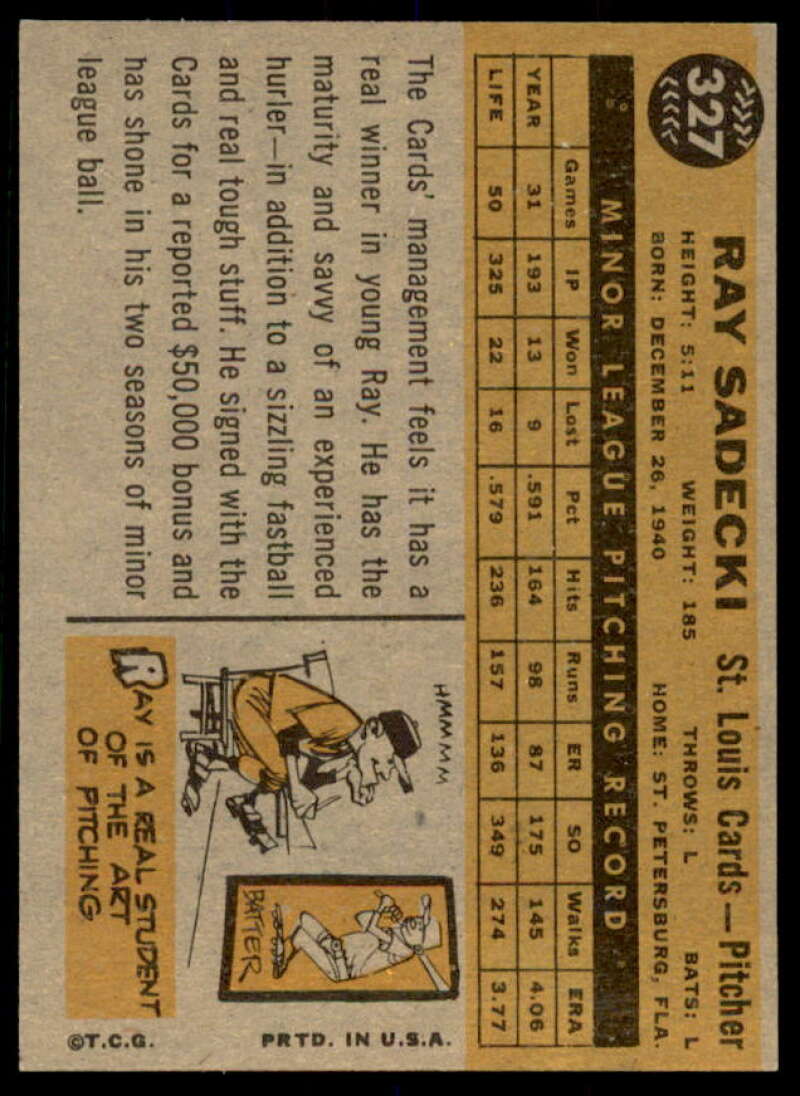 327
RAY SADECKI St. Louis Cards—Pitcher
HEIGHT: 5:11 WEIGHT: 185 THROWS: L BATS: L
BORN: DECEMBER 26, 1940 HOME: ST. PETERSBURG, FLA.
MINOR LEAGUE PITCHING RECORD
Games IP Won Lost Pct Hits Runs ER SO Walks ERA
YEAR 31 193 13 9 .591 164 98 87 175 145 4.06
LIFE 50 325 22 16 .579 236 157 136 349 274 3.77
The Cards' management feels it has a
real winner in young Ray. He has the
maturity and savvy of an experienced
hurler—in addition to a sizzling fastball
and real tough stuff. He signed with the
Cards for a reported $50,000 bonus and
has shone in his two seasons of minor
league ball.
HMMMMM
BATTER
RAY IS A REAL STUDENT
OF THE ART
OF PITCHING
©T.C.G. PRTD. IN U.S.A.